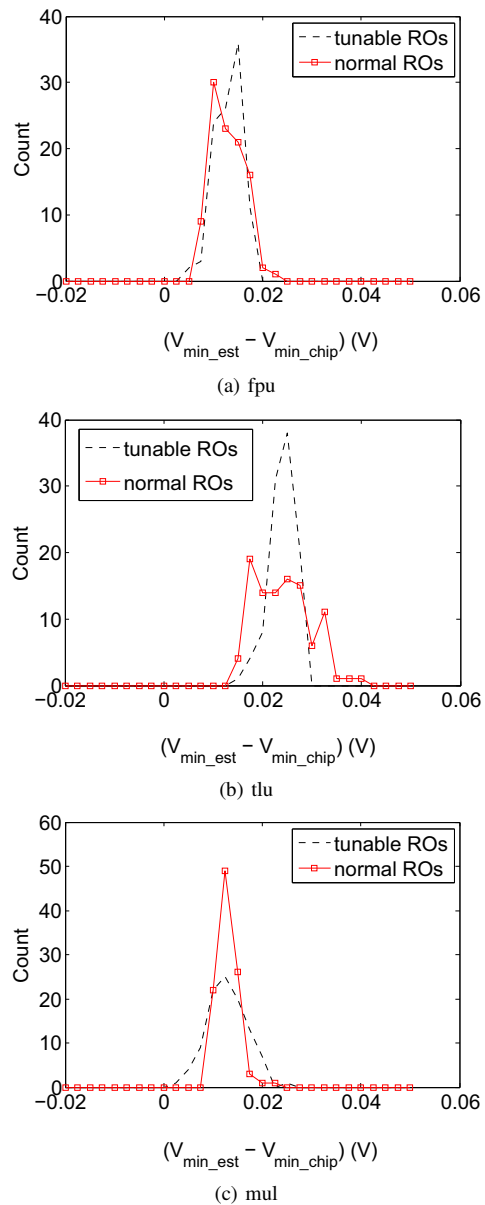 40
30
20
10
0
Count
tunable ROs
normal ROs
−0.02 0 0.02 0.04 0.06
(V_min_est − V_min_chip) (V)
(a) fpu
40
30
20
10
0
Count
tunable ROs
normal ROs
−0.02 0 0.02 0.04 0.06
(V_min_est − V_min_chip) (V)
(b) tlu
60
50
40
30
20
10
0
Count
tunable ROs
normal ROs
−0.02 0 0.02 0.04 0.06
(V_min_est − V_min_chip) (V)
(c) mul